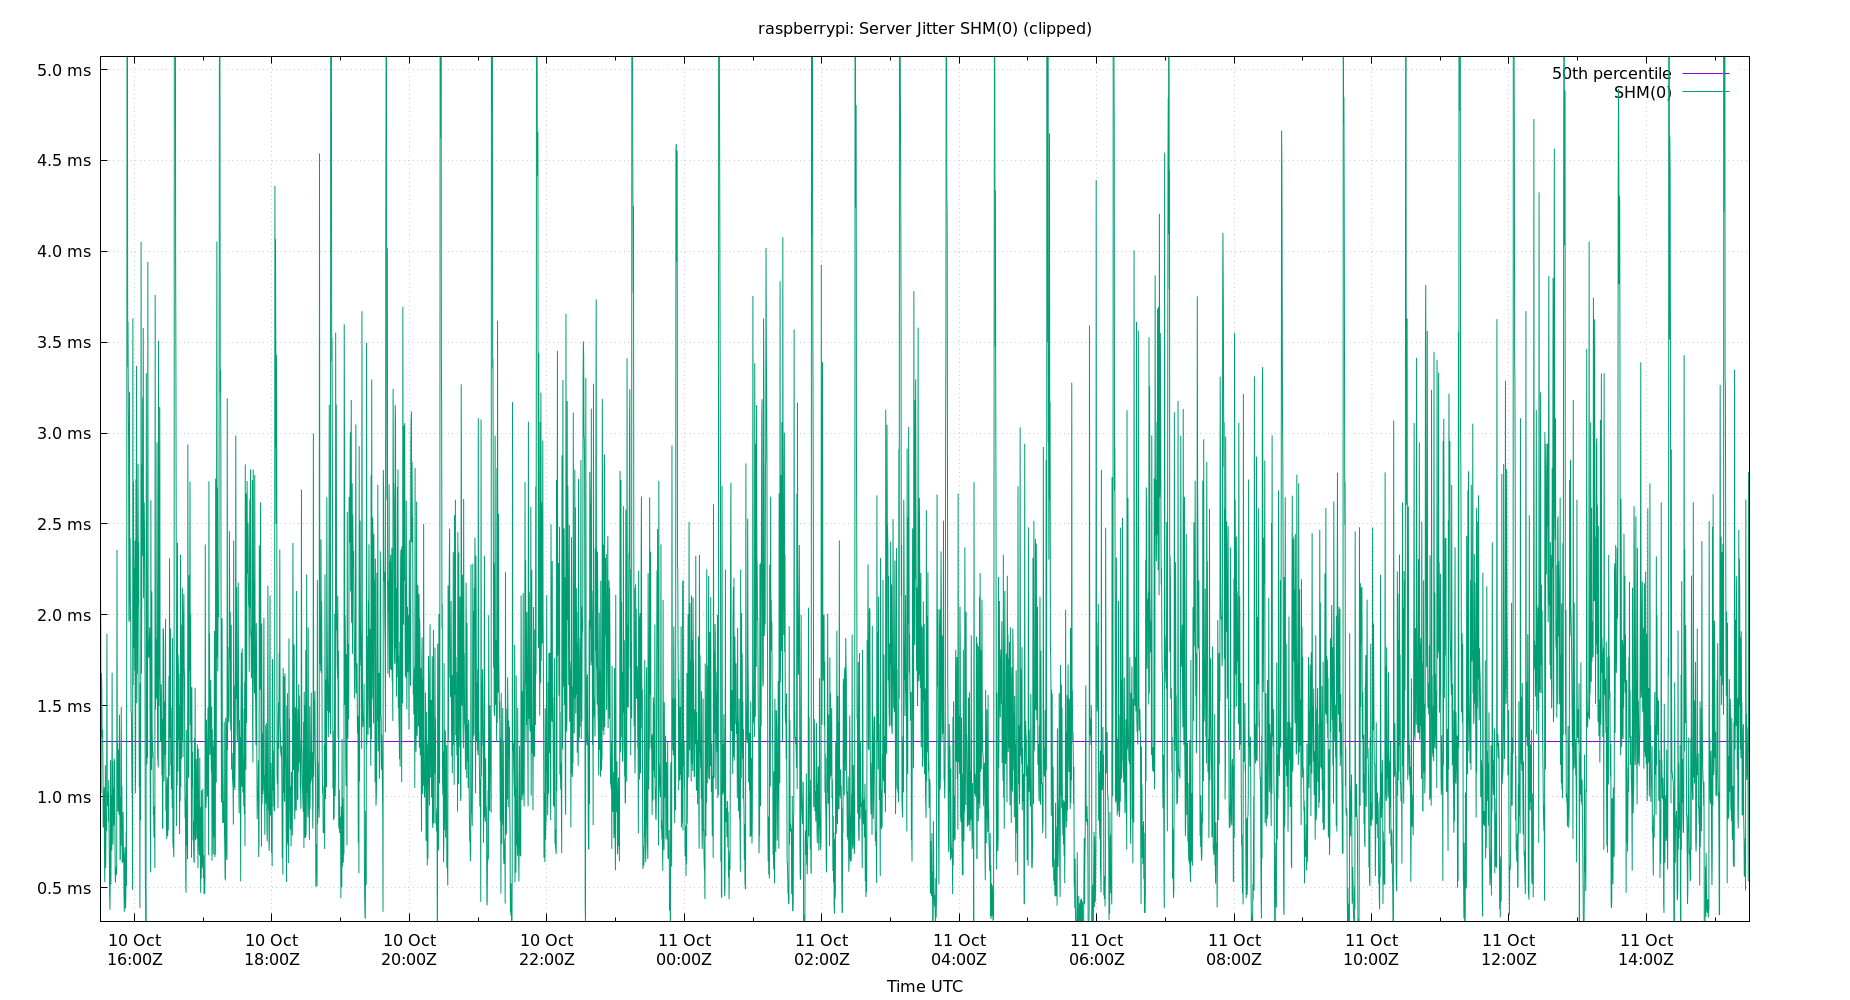 raspberrypi: Server Jitter SHM(0) (clipped)
50th percentile
SHM(0)
5.0 ms
4.5 ms
4.0 ms
3.5 ms
3.0 ms
2.5 ms
2.0 ms
1.5 ms
1.0 ms
0.5 ms
10 Oct 10 Oct 10 Oct 10 Oct 11 Oct 11 Oct 11 Oct 11 Oct 11 Oct 11 Oct 11 Oct 11 Oct
16:00Z 18:00Z 20:00Z 22:00Z 00:00Z 02:00Z 04:00Z 06:00Z 08:00Z 10:00Z 12:00Z 14:00Z
Time UTC